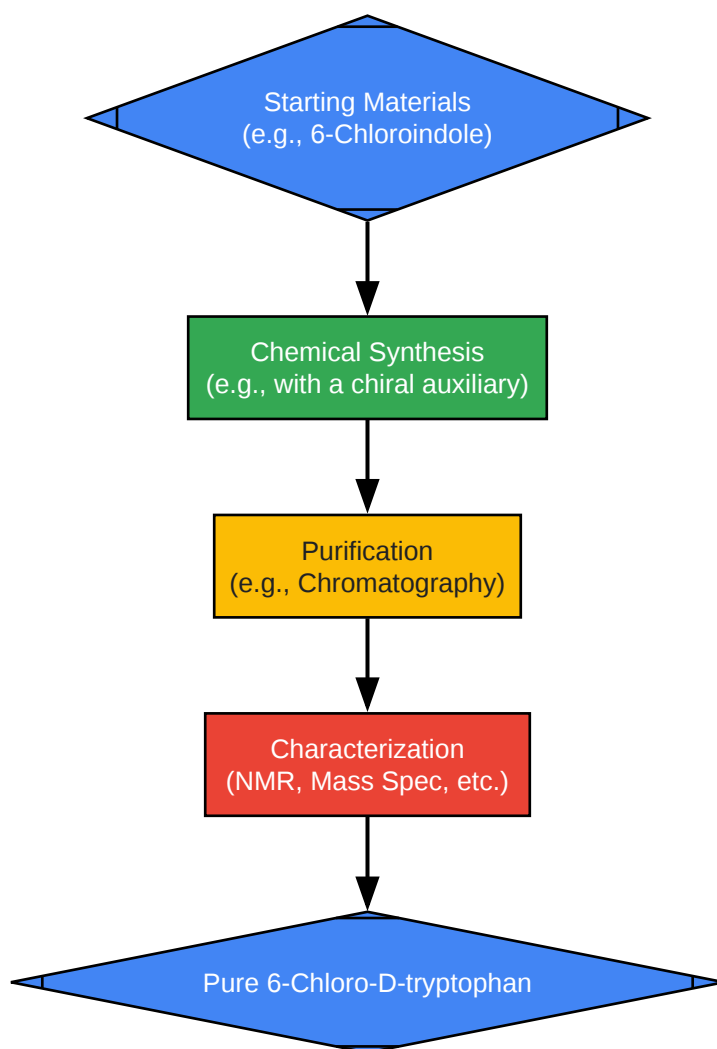 Starting Materials
(e.g., 6-Chloroindole)
Chemical Synthesis
(e.g., with a chiral auxiliary)
Purification
(e.g., Chromatography)
Characterization
(NMR, Mass Spec, etc.)
Pure 6-Chloro-D-tryptophan